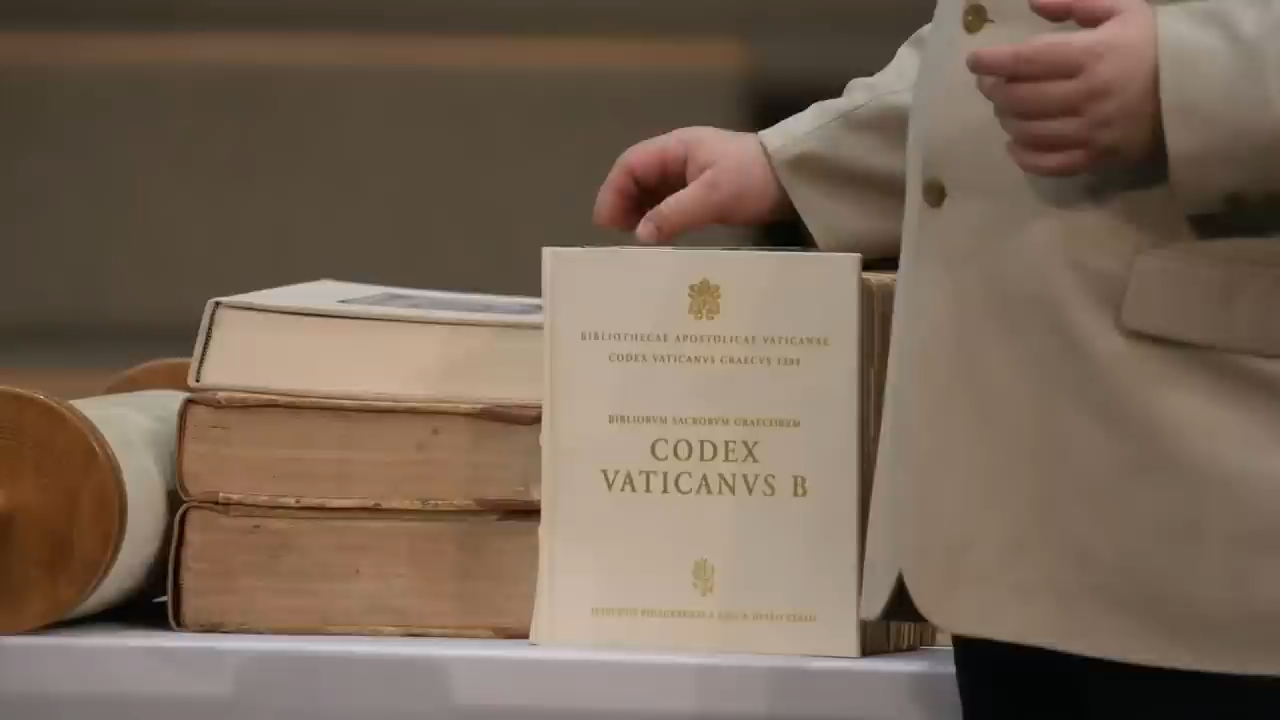 BIBLIOTHECAE APOSTOLICAE VATICANAE
CODEX VATICANVS GRAECVS 1209
BIBLIORVM SACRORVM GRAECORVM
CODEX
VATICANVS B